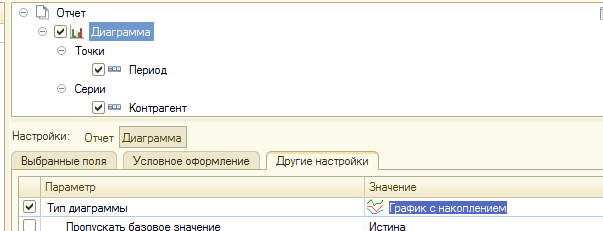 Отчет
Диаграмма
Точки
Период
Серии
Контрагент
Настройки: Отчет Диаграмма
Выбранные поля Условное оформление Другие настройки
Параметр Значение
Тип диаграммы График с накоплением
Пропускать базовое значение Истина